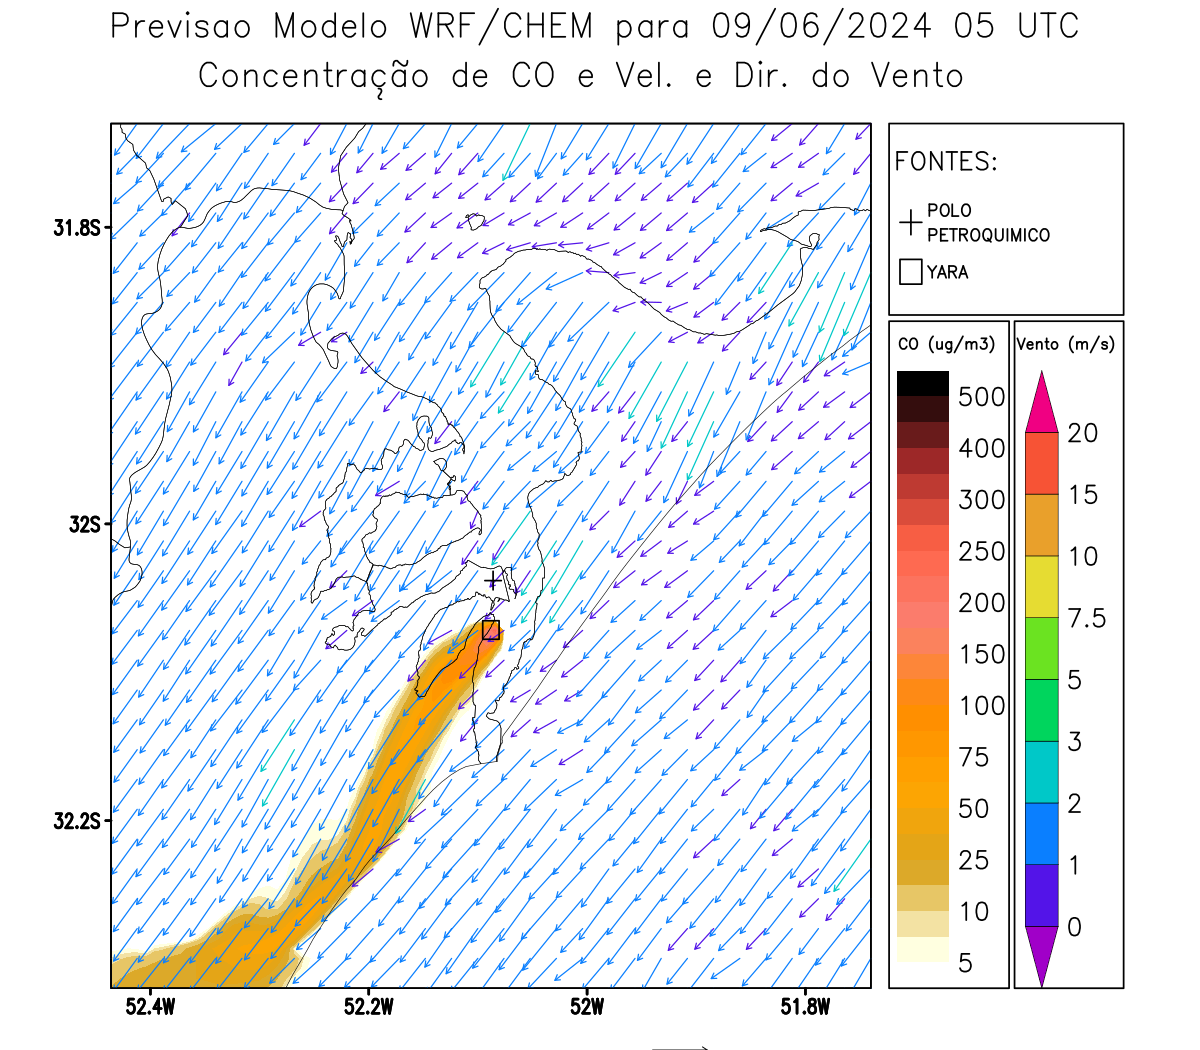 Previsao Modelo WRF/CHEM para 09/06/2024 05 UTC
Concentração de CO e Vel. e Dir. do Vento
FONTES:
POLO
PETROQUIMICO
YARA
CO (ug/m3)
500
400
300
250
200
150
100
75
50
25
10
5
Vento (m/s)
20
15
10
7.5
5
3
2
1
0
31.8S
32S
32.2S
52.4W 52.2W 52W 51.8W